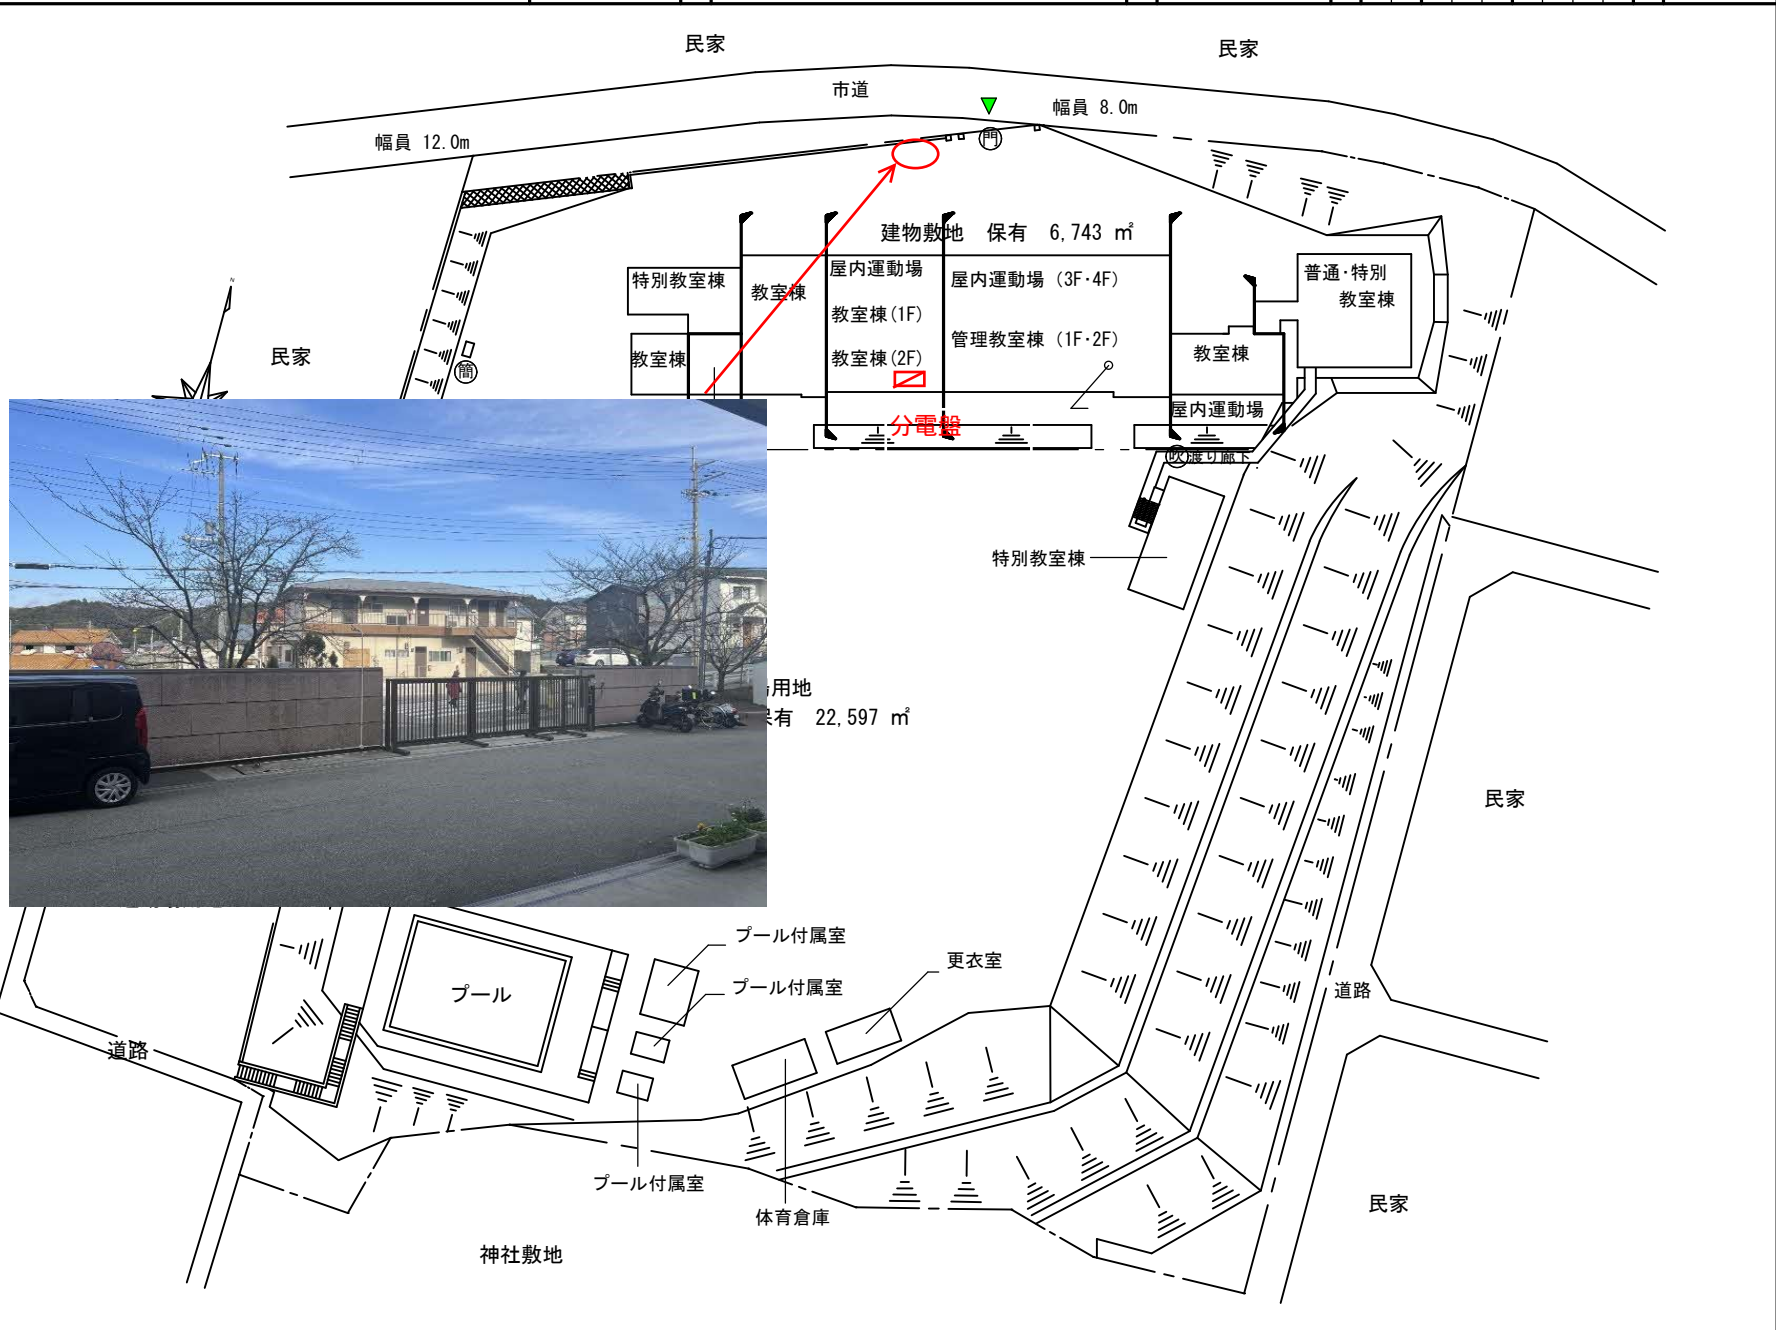 民家
民家
市道
幅員 8.0m
幅員 12.0m
門
建物敷地 保有 6,743 ㎡
特別教室棟
教室棟
屋内運動場
屋内運動場 (3F・4F)
普通・特別
教室棟
教室棟(1F)
管理教室棟 (1F・2F)
教室棟
教室棟
教室棟(2F)
民家
簡
N
屋内運動場
分電盤
吹
渡り廊下
特別教室棟
用地
保有 22,597 ㎡
民家
プール付属室
更衣室
プール
プール付属室
道路
道路
プール付属室
体育倉庫
民家
神社敷地